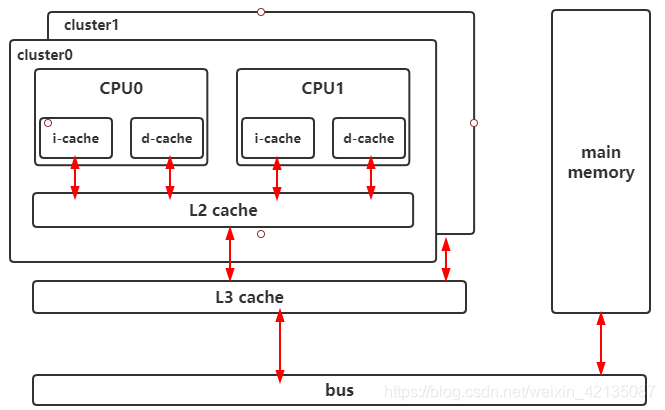 cluster1
cluster0
CPU0
CPU1
i-cache
d-cache
i-cache
d-cache
L2 cache
L3 cache
main
memory
bus
https://blog.csdn.net/weixin_42135087